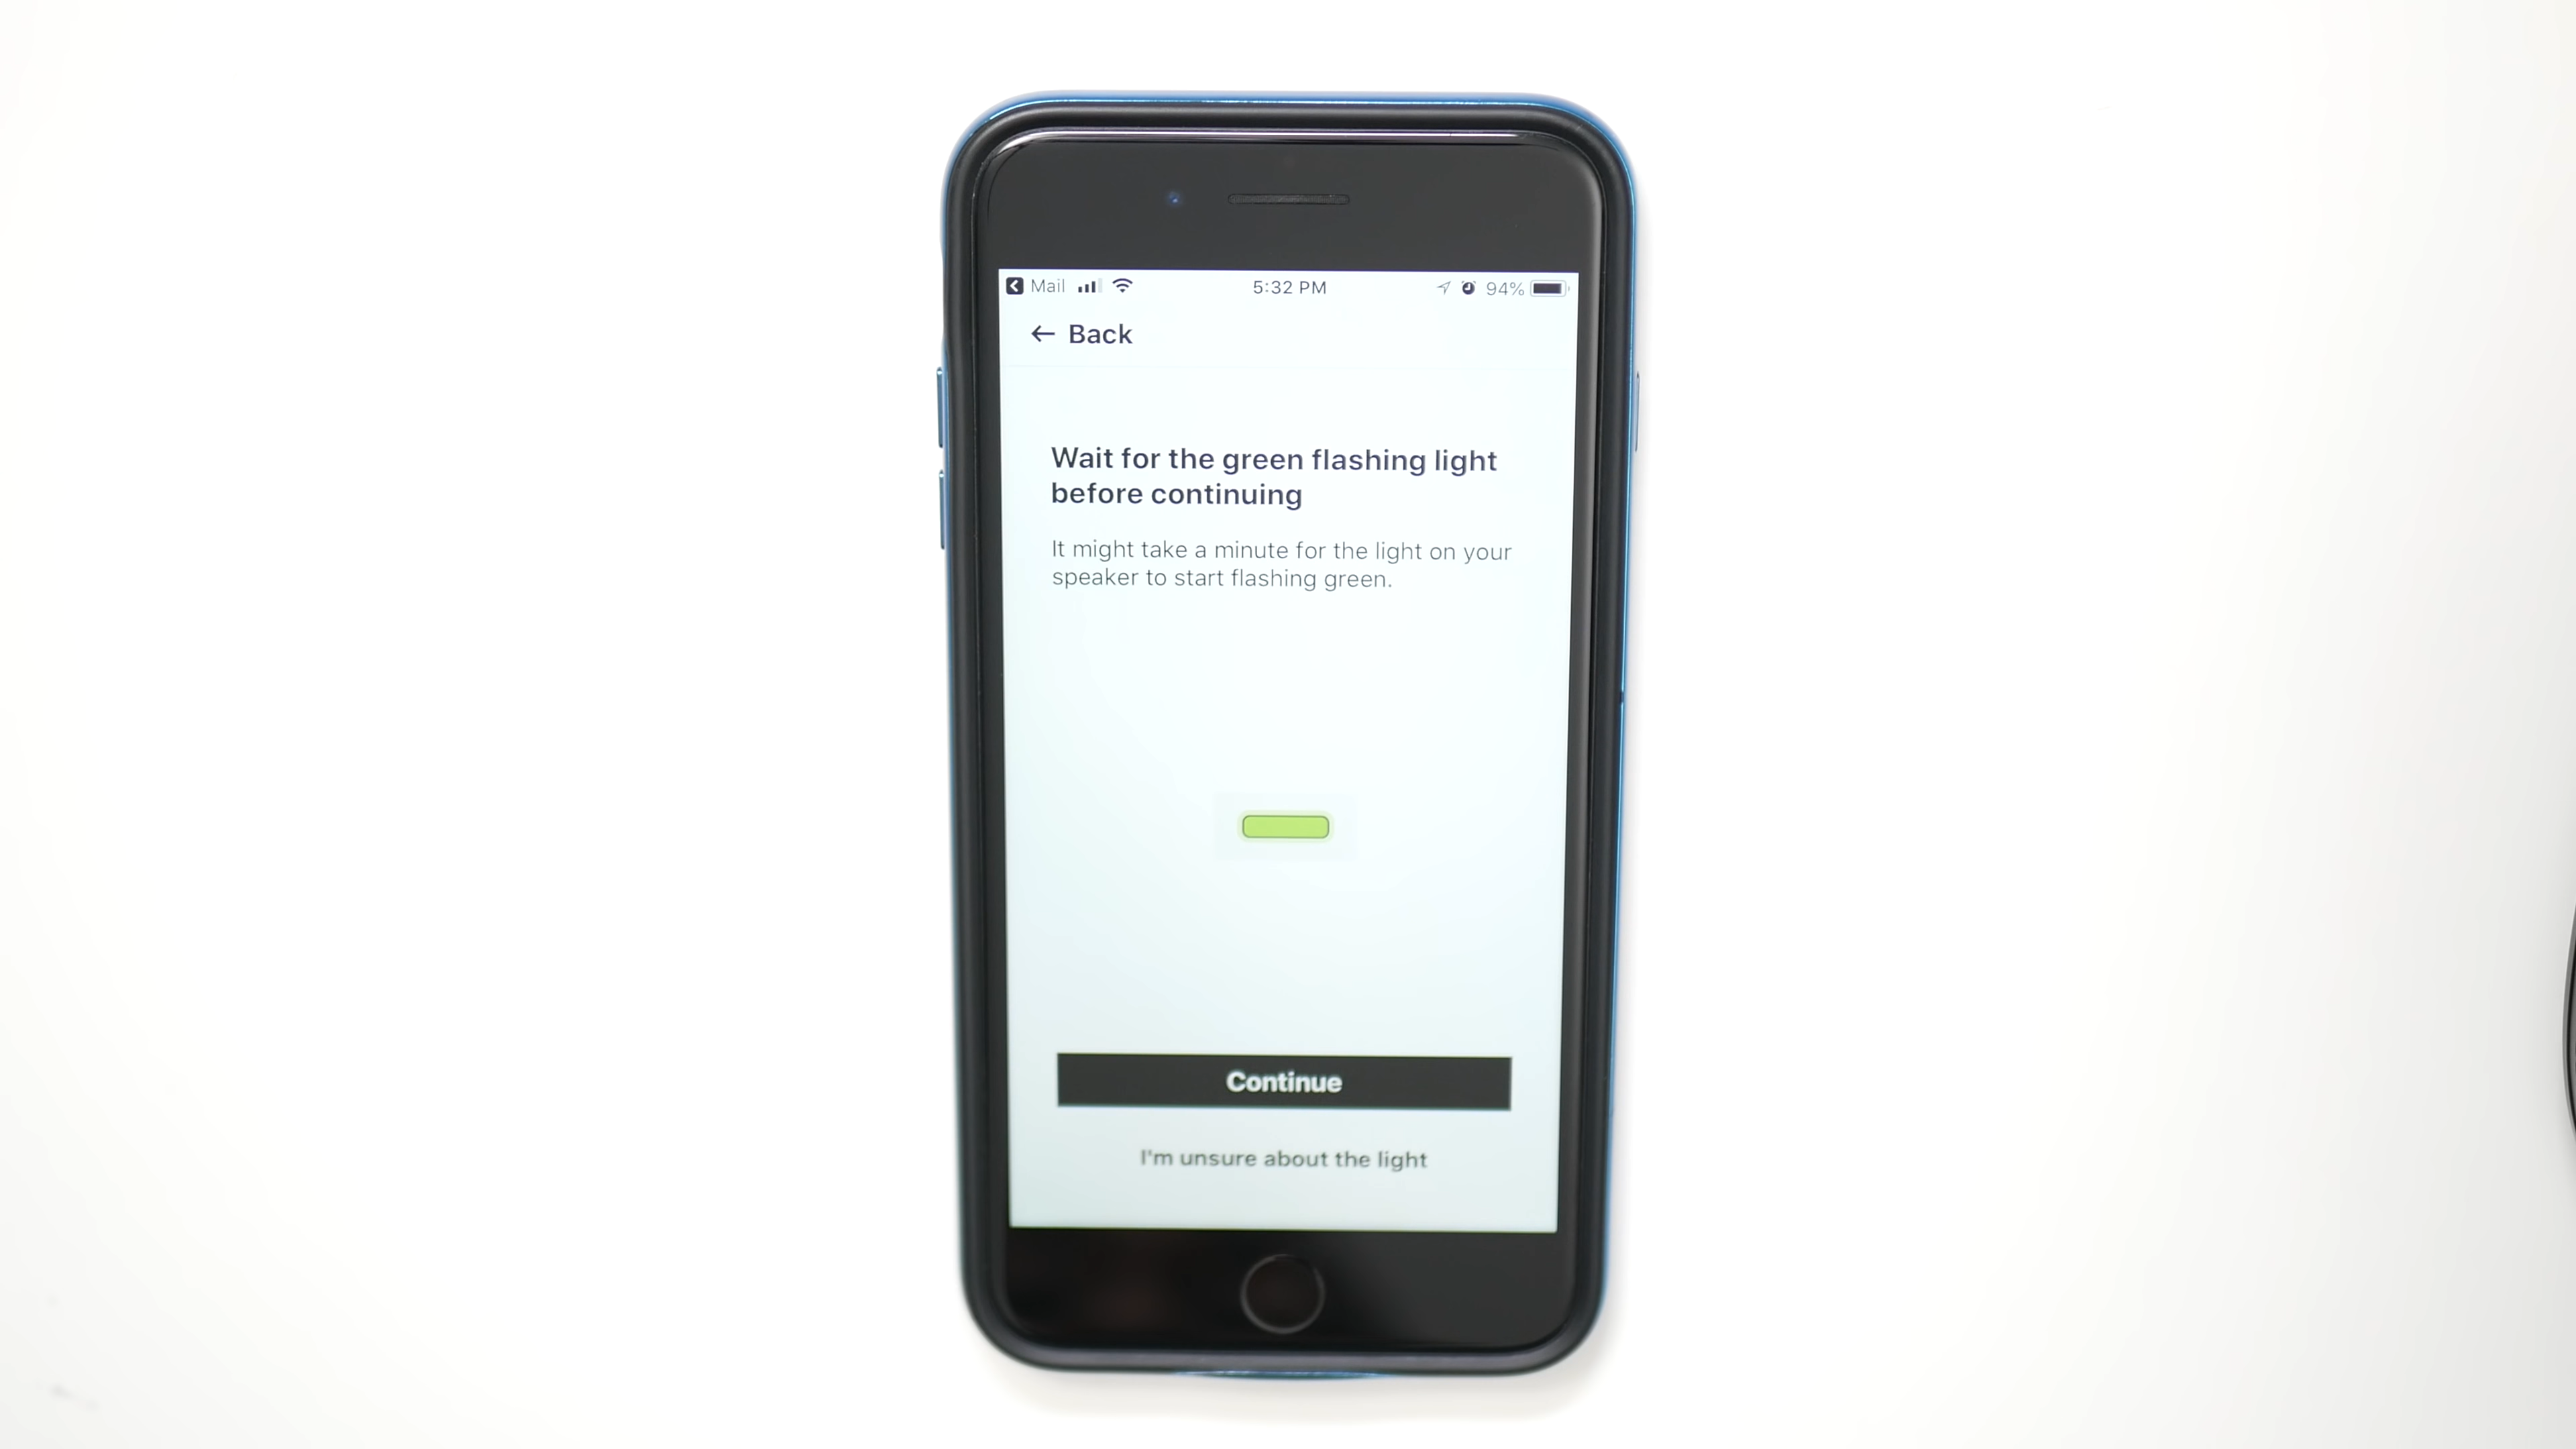 Mail 5:32 PM 94%
← Back
Wait for the green flashing light
before continuing
It might take a minute for the light on your
speaker to start flashing green.
Continue
I'm unsure about the light